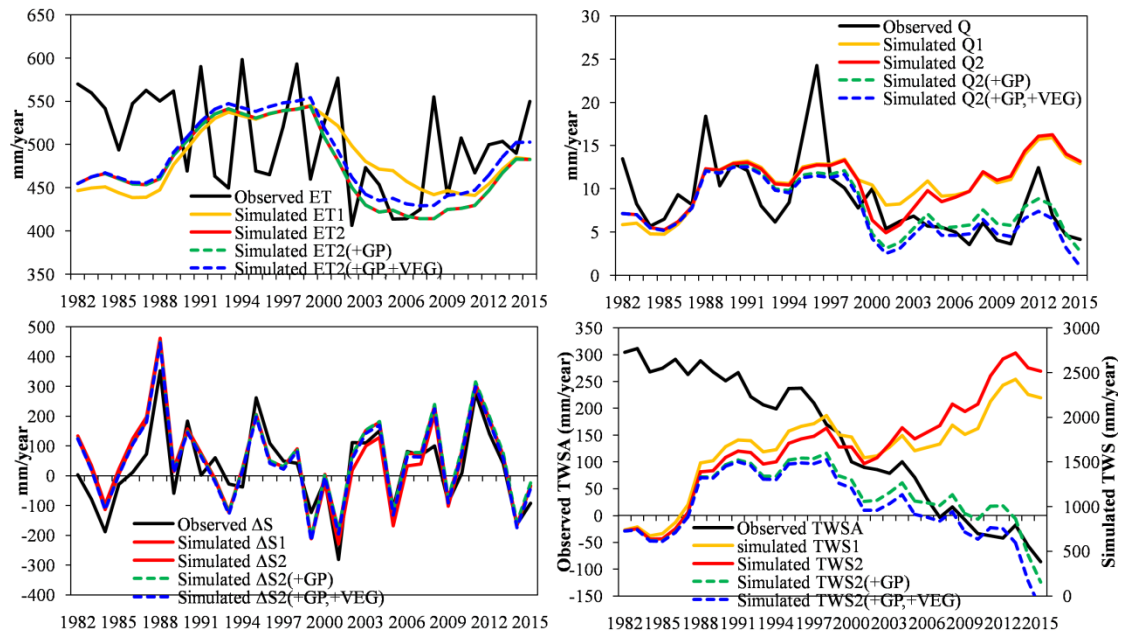 650
600
550
500
450
400
350
mm/year
Observed ET
Simulated ET1
Simulated ET2
Simulated ET2(+GP)
Simulated ET2(+GP,+VEG)
1982 1985 1988 1991 1994 1997 2000 2003 2006 2009 2012 2015
30
25
20
15
10
5
0
mm/year
Observed Q
Simulated Q1
Simulated Q2
Simulated Q2(+GP)
Simulated Q2(+GP,+VEG)
1982 1985 1988 1991 1994 1997 2000 2003 2006 2009 2012 2015
500
400
300
200
100
0
-100
-200
-300
-400
mm/year
Observed ΔS
Simulated ΔS1
Simulated ΔS2
Simulated ΔS2(+GP)
Simulated ΔS2(+GP,+VEG)
1982 1985 1988 1991 1994 1997 2000 2003 2006 2009 2012 2015
350
300
250
200
150
100
50
0
-50
-100
-150
Observed TWSA (mm/year)
Observed TWSA
simulated TWS1
Simulated TWS2
Simulated TWS2(+GP)
Simulated TWS2(+GP,+VEG)
3000
2500
2000
1500
1000
500
0
Simulated TWS (mm/year)
1982 1985 1988 1991 1994 1997 2000 2003 2006 2009 2012 2015